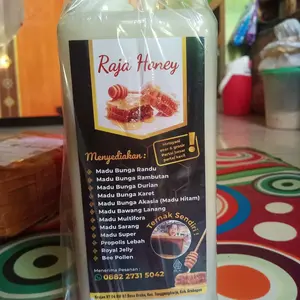 Raja Honey
Menyediakan :
Madu Bunga Randu
Madu Bunga Rambutan
Madu Bunga Durian
Madu Bunga Karet
Madu Bunga Akasia (Madu Hitam)
Madu Bawang Lanang
Madu Multiflora
Madu Sarang
Madu Super
Propolis Lebah
Royal Jelly
Bee Pollen
Ternak Sendiri
Menerima Pesanan :
0882 2731 5042